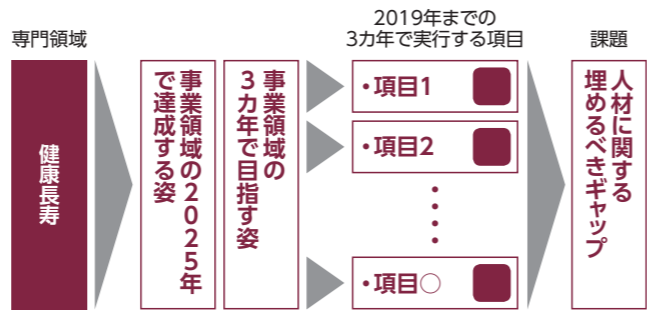 専門領域
2019年までの
3カ年で実行する項目
課題
健康長寿
事業領域の2025年
で達成する姿
事業領域の
3カ年で目指す姿
・項目1
・項目2
・項目○
人材に関する
埋めるべきギャップ